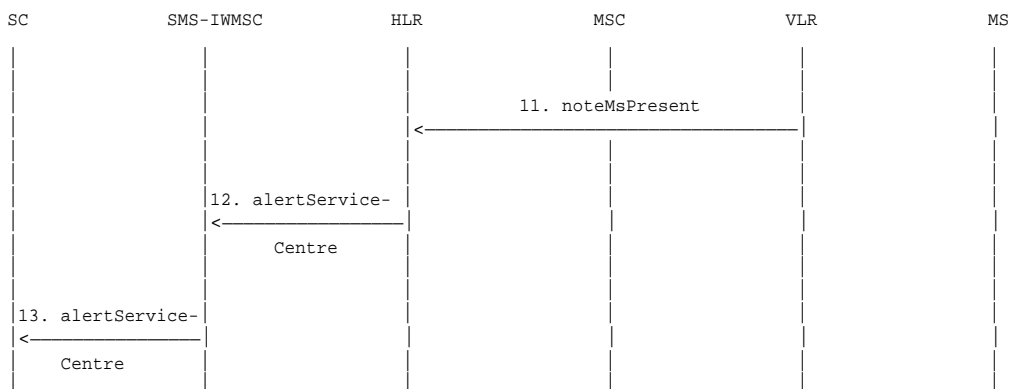 SC SMS-IWMSC HLR MSC VLR MS
11. noteMsPresent
12. alertService-
Centre
13. alertService-
Centre